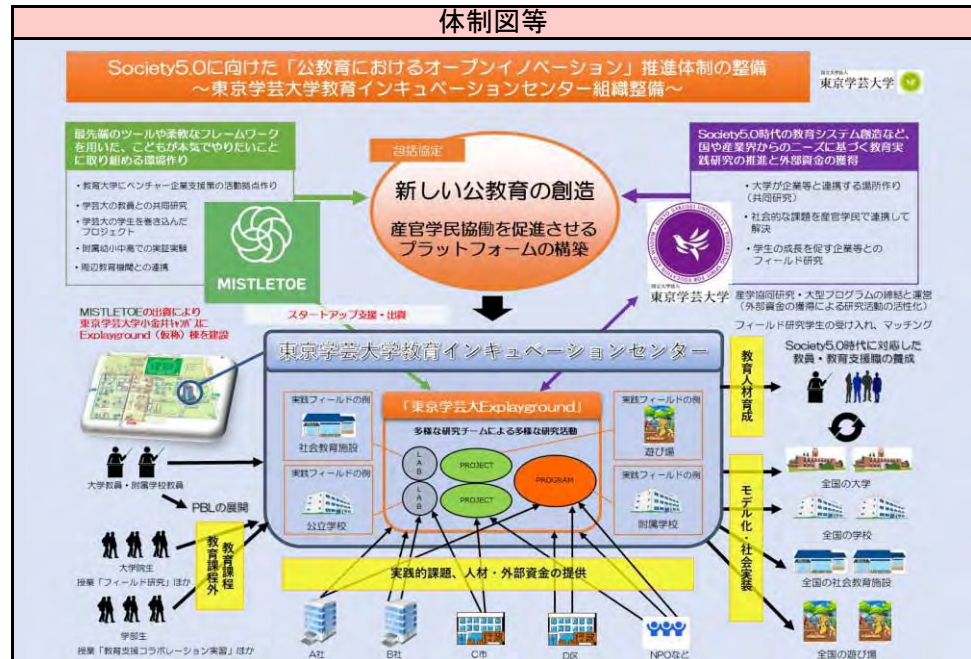 体制図等
Society5.0に向けた「公教育におけるオープンイノベーション」推進体制の整備
～東京学芸大学教育インキュベーションセンター組織整備～
国立大学法人
東京学芸大学
最先端のツールや柔軟なフレームワーク
を用いた、こどもが本気でやりたいこと
に取り組める環境作り
・教育大学にベンチャー企業支援策の活動拠点作り
・学芸大の教員との共同研究
・学芸大の学生を巻き込んだ
プロジェクト
・附属幼小中高での実証実験
・周辺教育機関との連携
MISTLETOE
包括協定
新しい公教育の創造
産官学民協働を促進させる
プラットフォームの構築
Society5.0時代の教育システム創造など、
国や産業界からのニーズに基づく教育実
践研究の推進と外部資金の獲得
・大学が企業等と連携する場所作り
（共同研究）
・社会的な課題を産官学民で連携して
解決
・学生の成長を促す企業等との
フィールド研究
国立大学法人
東京学芸大学
MISTLETOEの出資により
東京学芸大学小金井ｷｬﾝﾊﾟｽに
Explayground（仮称）棟を建設
スタートアップ支援・出資
産学協同研究・大型プログラムの締結と運営
（外部資金の獲得による研究活動の活性化）
フィールド研究学生の受け入れ、マッチング
東京学芸大学教育インキュベーションセンター
実践フィールドの例
社会教育施設
実践フィールドの例
公立学校
「東京学芸大Explayground」
多様な研究チームによる多様な研究活動
LAB
LAB
PROJECT
PROJECT
PROGRAM
実践フィールドの例
遊び場
実践フィールドの例
附属学校
教育人材育成
Society5.0時代に対応した
教員・教育支援職の養成
モデル化・社会実装
全国の大学
全国の学校
全国の社会教育施設
全国の遊び場
大学教員・附属学校教員
PBLの展開
教育課程
教育課程外
大学院生
授業「フィールド研究」ほか
学部生
授業「教育支援コラボレーション実習」ほか
実践的課題、人材・外部資金の提供
A社
B社
C市
D区
NPOなど